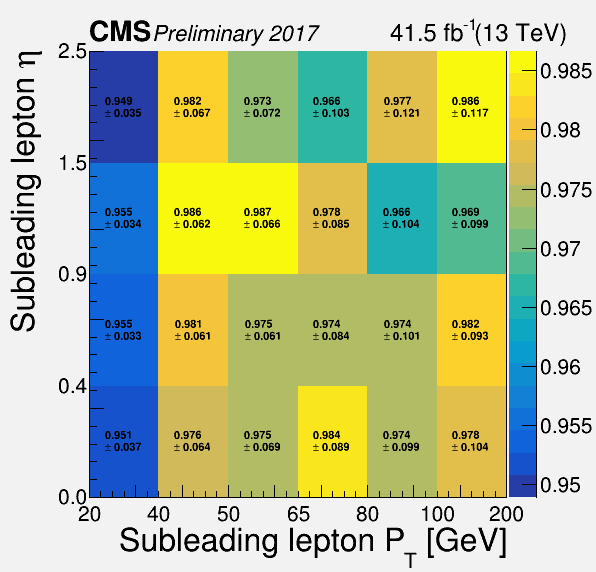 CMS Preliminary 2017 41.5 fb⁻¹(13 TeV)
Subleading lepton η
2.5
1.5
0.9
0.4
0.0
0.949 0.982 0.973 0.966 0.977 0.986
± 0.035 ± 0.067 ± 0.072 ± 0.103 ± 0.121 ± 0.117
0.955 0.986 0.987 0.978 0.966 0.969
± 0.034 ± 0.062 ± 0.066 ± 0.085 ± 0.104 ± 0.099
0.955 0.981 0.975 0.974 0.974 0.982
± 0.033 ± 0.061 ± 0.061 ± 0.084 ± 0.101 ± 0.093
0.951 0.976 0.975 0.984 0.974 0.978
± 0.037 ± 0.064 ± 0.069 ± 0.089 ± 0.099 ± 0.104
20 40 50 65 80 100 200
Subleading lepton P_T [GeV]
0.985
0.98
0.975
0.97
0.965
0.96
0.955
0.95